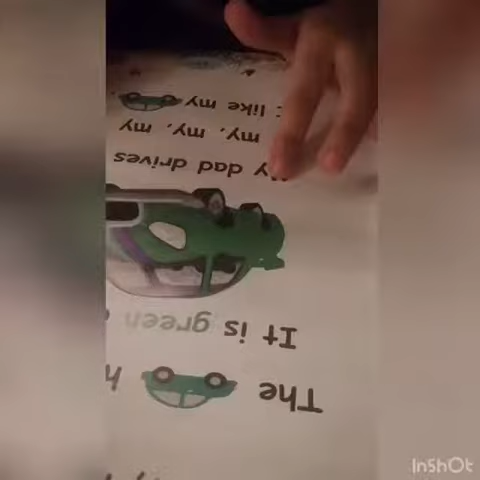 The
It is green
dad drives
my, my, my
like my
InShOt